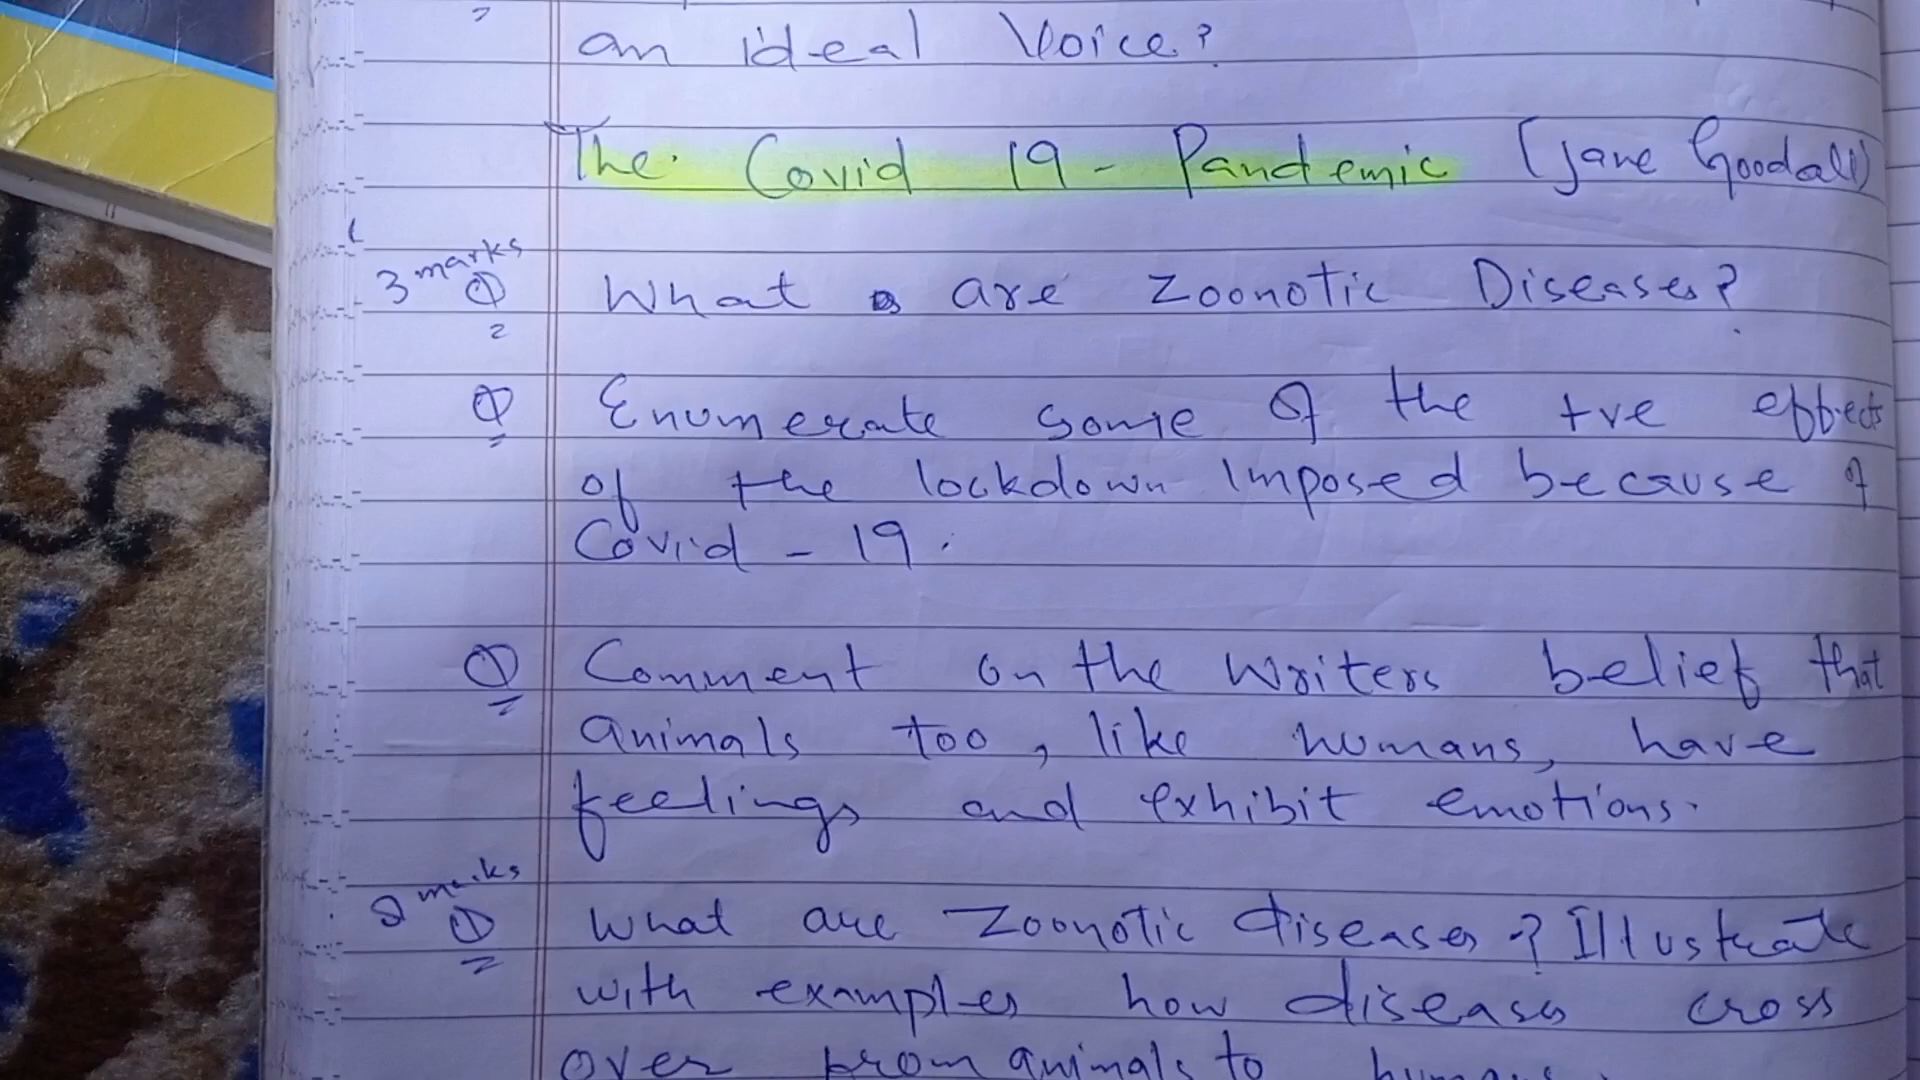 an ideal Voice?
The Covid 19 - Pandemic (Jane Goodall)
3 marks
Q What are Zoonotic Diseases?
Q Enumerate some of the +ve effects
of the lockdown imposed because of
Covid - 19.
Q Comment on the writers belief that
animals too, like humans, have
feelings and exhibit emotions.
marks
Q What are Zoonotic diseases? Illustrate
with examples how diseases cross
over from animals to humans.